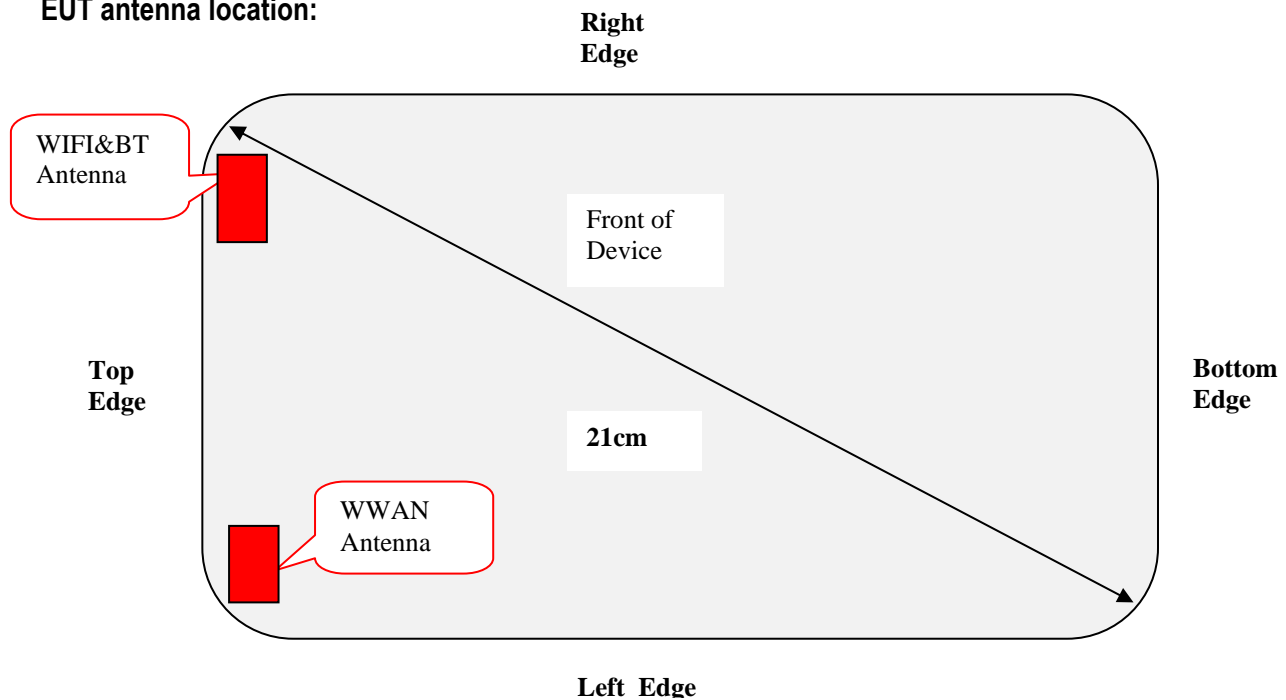 EUT antenna location:
Right
Edge
WIFI&BT
Antenna
Front of
Device
Top
Edge
Bottom
Edge
21cm
WWAN
Antenna
Left Edge